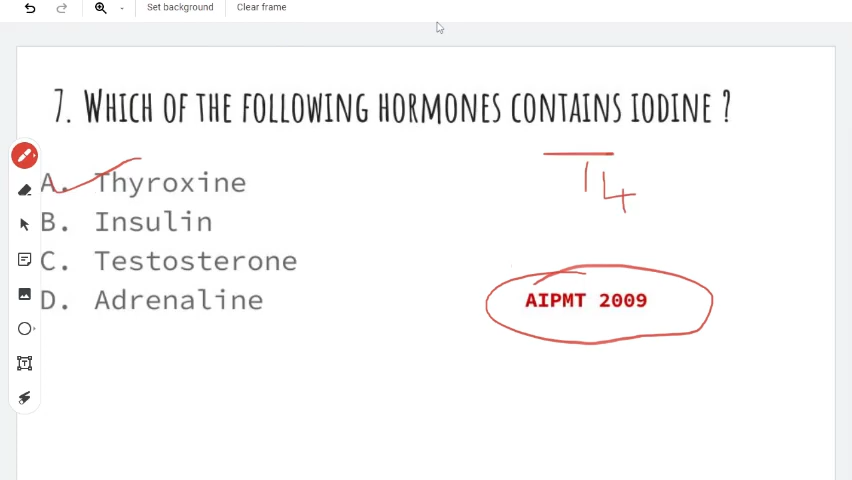 Set background
Clear frame
7. WHICH OF THE FOLLOWING HORMONES CONTAINS IODINE ?
A. Thyroxine
B. Insulin
C. Testosterone
D. Adrenaline
T4
AIPMT 2009